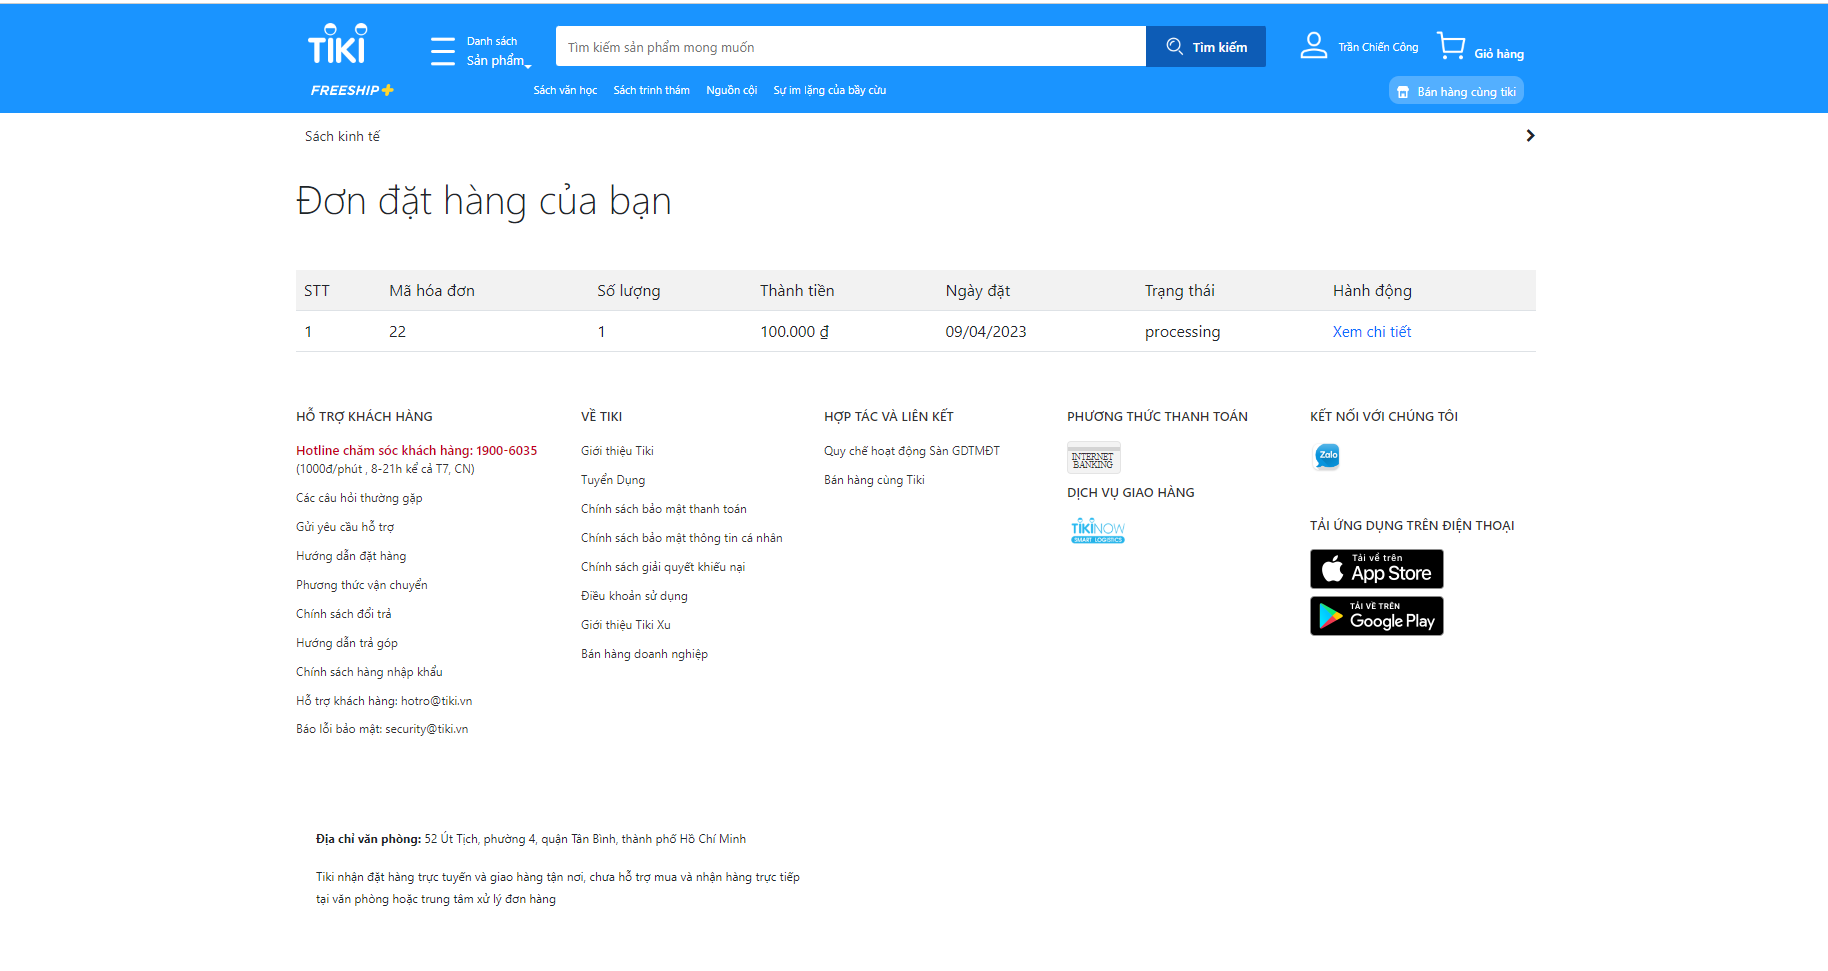 TIKI
Danh sách
Sản phẩm
Tìm kiếm sản phẩm mong muốn
Tìm kiếm
Trần Chiến Công
Giỏ hàng
FREESHIP+
Sách văn học Sách trinh thám Nguồn cội Sự im lặng của bầy cừu
Bán hàng cùng tiki
Sách kinh tế
Đơn đặt hàng của bạn
STT Mã hóa đơn Số lượng Thành tiền Ngày đặt Trạng thái Hành động
1 22 1 100.000 ₫ 09/04/2023 processing Xem chi tiết
HỖ TRỢ KHÁCH HÀNG
Hotline chăm sóc khách hàng: 1900-6035
(1000đ/phút , 8-21h kể cả T7, CN)
Các câu hỏi thường gặp
Gửi yêu cầu hỗ trợ
Hướng dẫn đặt hàng
Phương thức vận chuyển
Chính sách đổi trả
Hướng dẫn trả góp
Chính sách hàng nhập khẩu
Hỗ trợ khách hàng: hotro@tiki.vn
Báo lỗi bảo mật: security@tiki.vn
VỀ TIKI
Giới thiệu Tiki
Tuyển Dụng
Chính sách bảo mật thanh toán
Chính sách bảo mật thông tin cá nhân
Chính sách giải quyết khiếu nại
Điều khoản sử dụng
Giới thiệu Tiki Xu
Bán hàng doanh nghiệp
HỢP TÁC VÀ LIÊN KẾT
Quy chế hoạt động Sàn GDTMĐT
Bán hàng cùng Tiki
PHƯƠNG THỨC THANH TOÁN
INTERNET
BANKING
DỊCH VỤ GIAO HÀNG
TIKINOW
SMART LOGISTICS
KẾT NỐI VỚI CHÚNG TÔI
Zalo
TẢI ỨNG DỤNG TRÊN ĐIỆN THOẠI
Tải về trên
App Store
TẢI VỀ TRÊN
Google Play
Địa chỉ văn phòng: 52 Út Tịch, phường 4, quận Tân Bình, thành phố Hồ Chí Minh
Tiki nhận đặt hàng trực tuyến và giao hàng tận nơi, chưa hỗ trợ mua và nhận hàng trực tiếp
tại văn phòng hoặc trung tâm xử lý đơn hàng